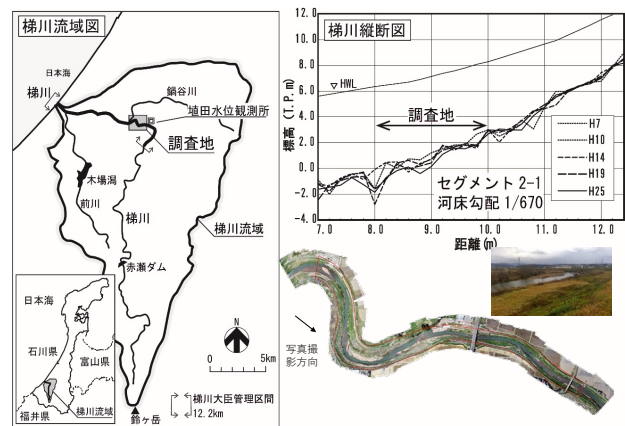 梯川流域図
日本海
梯川
鍋谷川
埴田水位観測所
調査地
木場潟
前川
梯川
梯川流域
赤瀬ダム
日本海
石川県
富山県
福井県
梯川流域
N
0 5km
鈴ヶ岳
梯川大臣管理区間
12.2km
梯川縦断図
標高(T.P.m)
12.0
10.0
8.0
6.0
4.0
2.0
0.0
-2.0
-4.0
HWL
調査地
H7
H10
H14
H19
H25
セグメント2-1
河床勾配1/670
7.0 8.0 9.0 10.0 11.0 12.0
距離(m)
写真撮
影方向